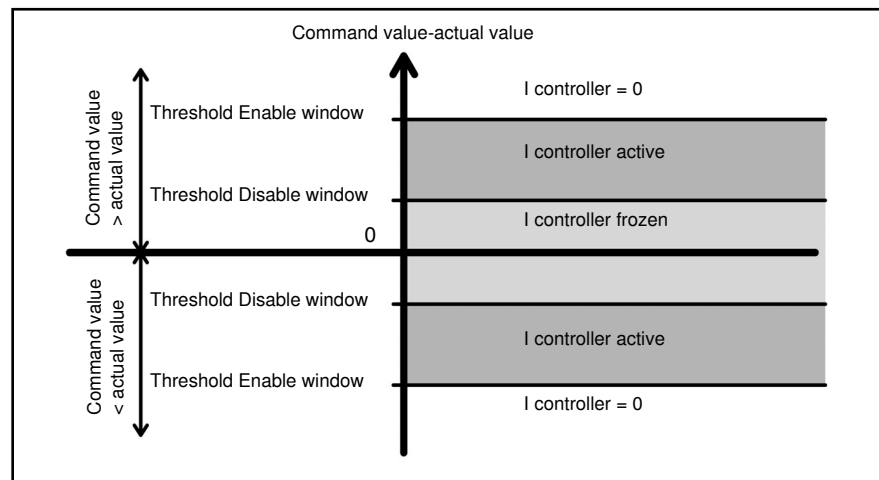 Command value-actual value
I controller = 0
Threshold Enable window
I controller active
Threshold Disable window
I controller frozen
Command value
> actual value
0
Threshold Disable window
I controller active
Threshold Enable window
I controller = 0
Command value
< actual value